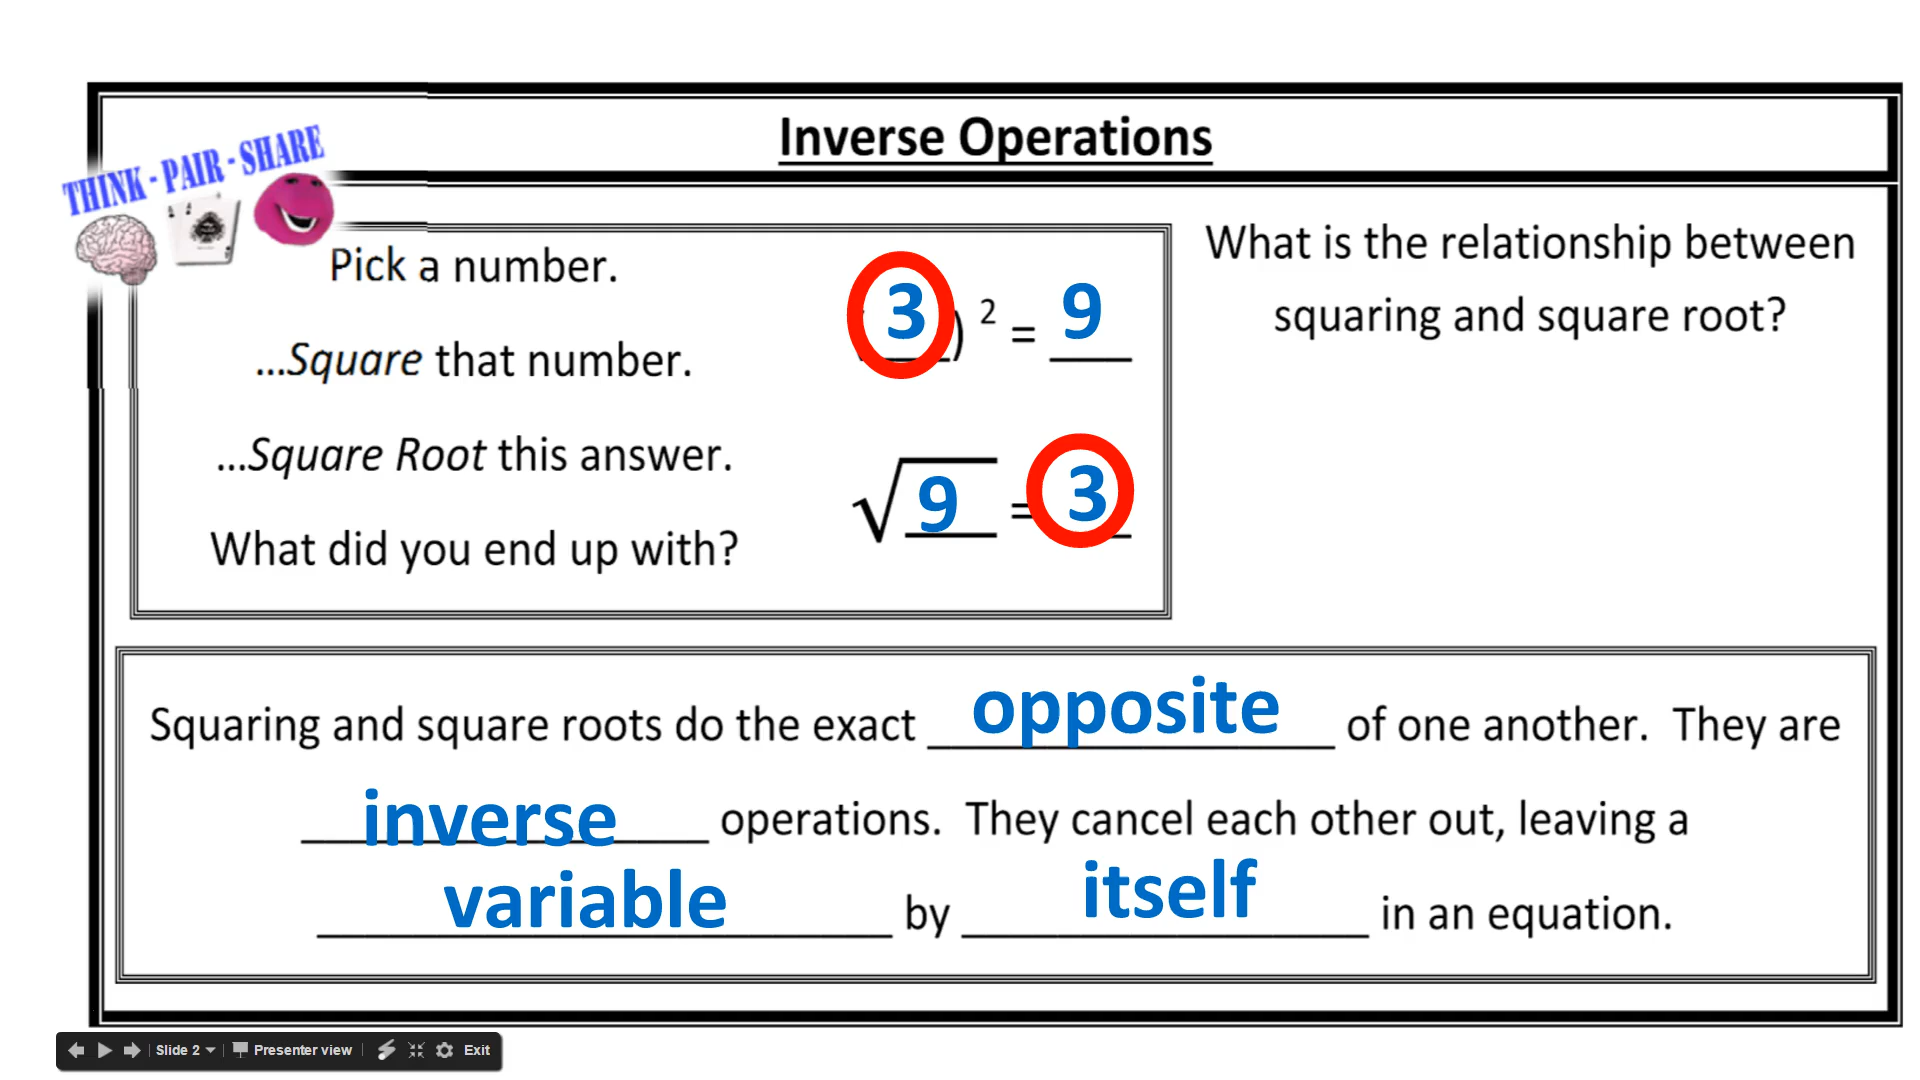 Inverse Operations
THINK - PAIR - SHARE
Pick a number.
...Square that number.
(3)² = 9
...Square Root this answer.
√9 = 3
What did you end up with?
What is the relationship between
squaring and square root?
Squaring and square roots do the exact opposite of one another. They are
inverse operations. They cancel each other out, leaving a
variable by itself in an equation.
Slide 2 Presenter view Exit